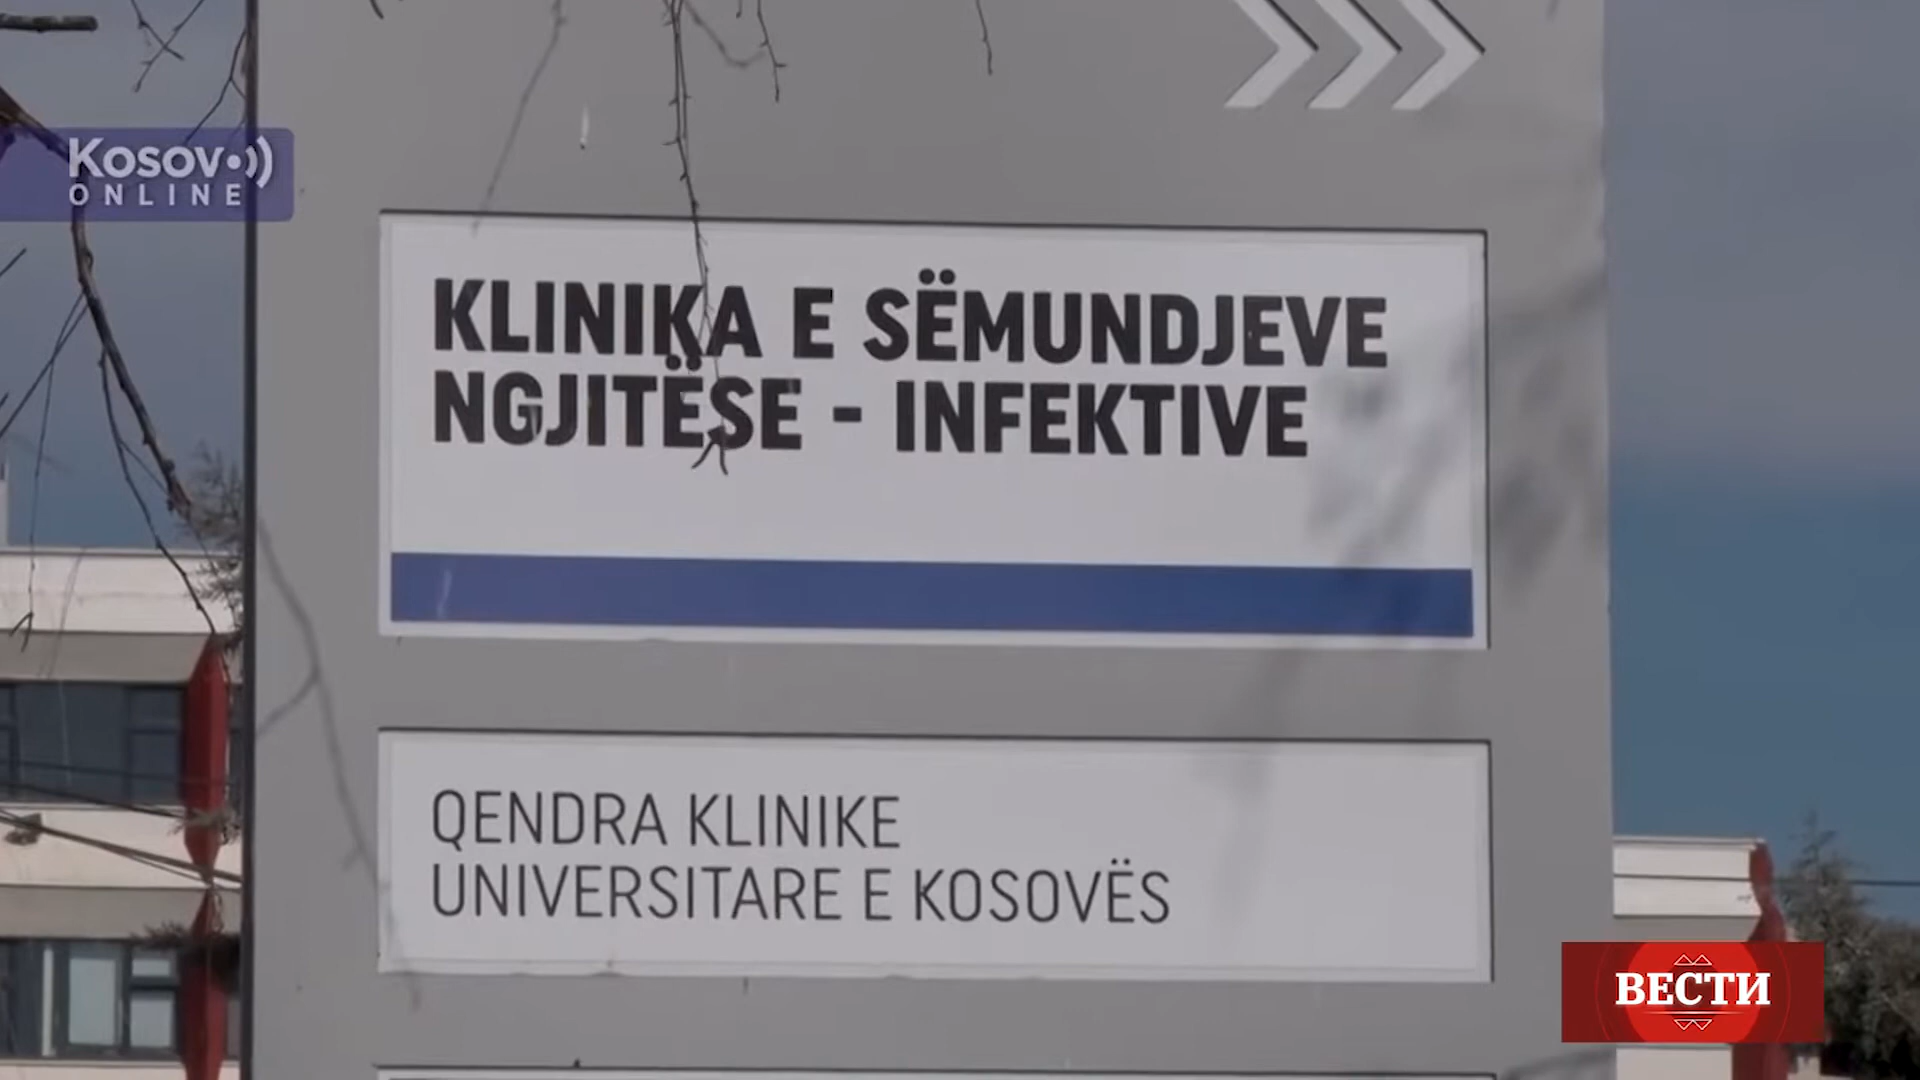 Kosovo
ONLINE
KLINIKA E SËMUNDJEVE
NGJITËSE - INFEKTIVE
QENDRA KLINIKE
UNIVERSITARE E KOSOVËS
ВЕСТИ